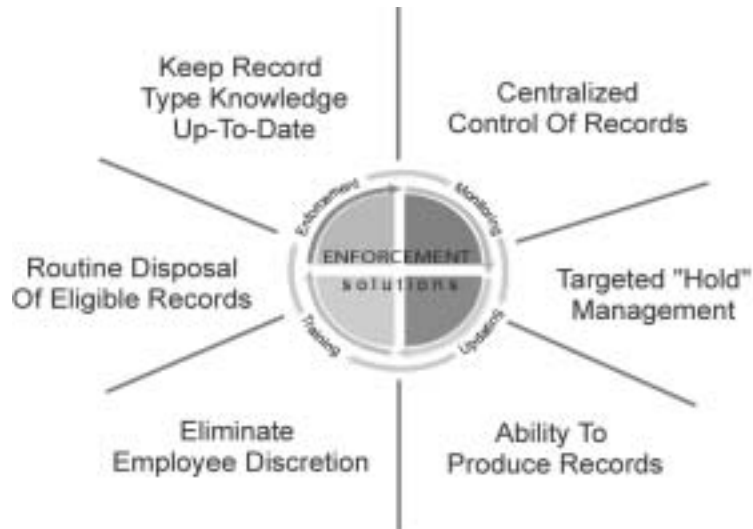 Keep Record
Type Knowledge
Up-To-Date
Centralized
Control Of Records
Enforcement
Monitoring
ENFORCEMENT
solutions
Routine Disposal
Of Eligible Records
Targeted "Hold"
Management
Training
Updating
Eliminate
Employee Discretion
Ability To
Produce Records